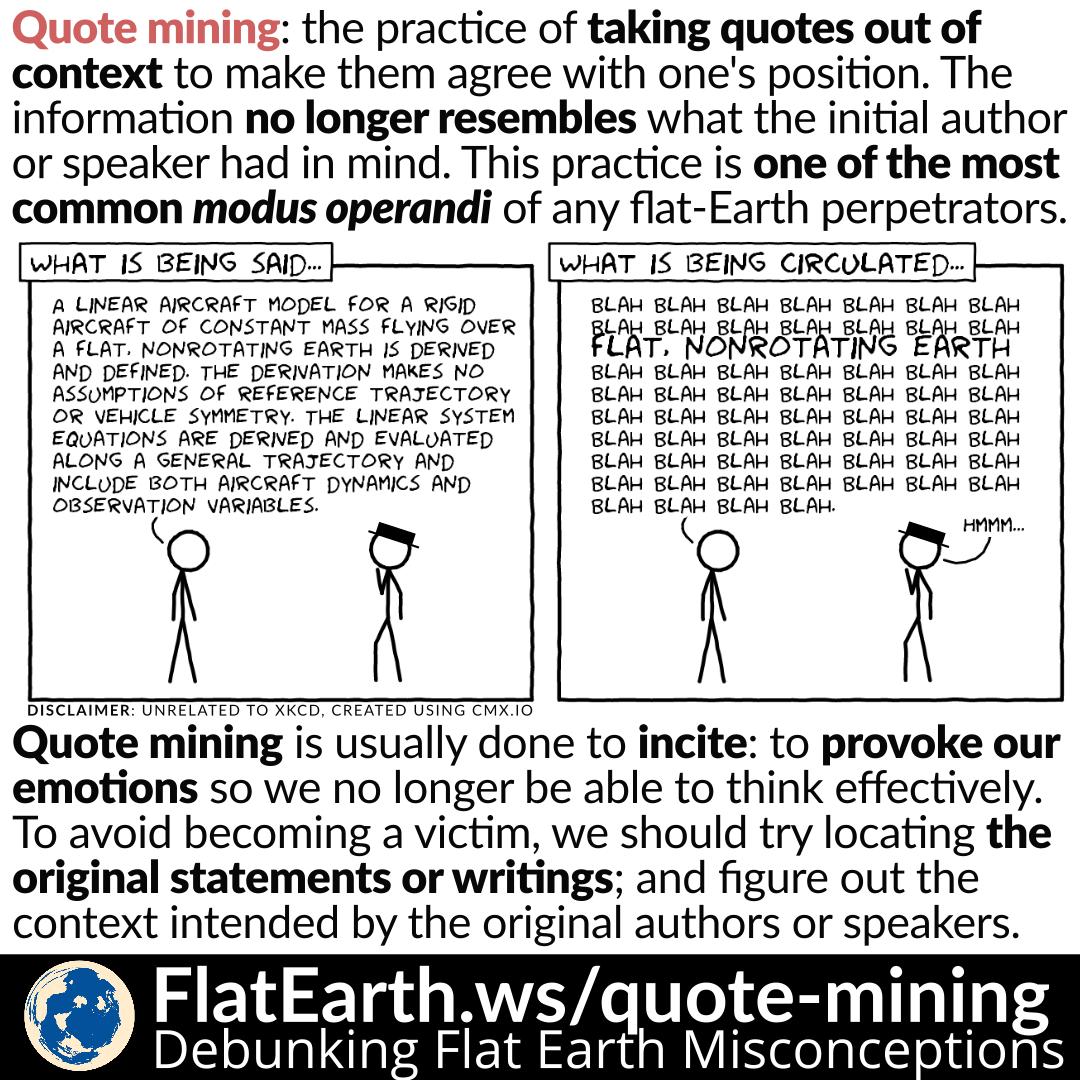 Quote mining: the practice of taking quotes out of
context to make them agree with one's position. The
information no longer resembles what the initial author
or speaker had in mind. This practice is one of the most
common modus operandi of any flat-Earth perpetrators.
WHAT IS BEING SAID...
A LINEAR AIRCRAFT MODEL FOR A RIGID
AIRCRAFT OF CONSTANT MASS FLYING OVER
A FLAT, NONROTATING EARTH IS DERIVED
AND DEFINED. THE DERIVATION MAKES NO
ASSUMPTIONS OF REFERENCE TRAJECTORY
OR VEHICLE SYMMETRY. THE LINEAR SYSTEM
EQUATIONS ARE DERIVED AND EVALUATED
ALONG A GENERAL TRAJECTORY AND
INCLUDE BOTH AIRCRAFT DYNAMICS AND
OBSERVATION VARIABLES.
WHAT IS BEING CIRCULATED...
BLAH BLAH BLAH BLAH BLAH BLAH BLAH
BLAH BLAH BLAH BLAH BLAH BLAH BLAH
FLAT, NONROTATING EARTH
BLAH BLAH BLAH BLAH BLAH BLAH BLAH
BLAH BLAH BLAH BLAH BLAH BLAH BLAH
BLAH BLAH BLAH BLAH BLAH BLAH BLAH
BLAH BLAH BLAH BLAH BLAH BLAH BLAH
BLAH BLAH BLAH BLAH BLAH BLAH BLAH
BLAH BLAH BLAH BLAH BLAH BLAH BLAH
BLAH BLAH BLAH BLAH.
HMMM...
DISCLAIMER: UNRELATED TO XKCD, CREATED USING CMX.IO
Quote mining is usually done to incite: to provoke our
emotions so we no longer be able to think effectively.
To avoid becoming a victim, we should try locating the
original statements or writings; and figure out the
context intended by the original authors or speakers.
FlatEarth.ws/quote-mining
Debunking Flat Earth Misconceptions